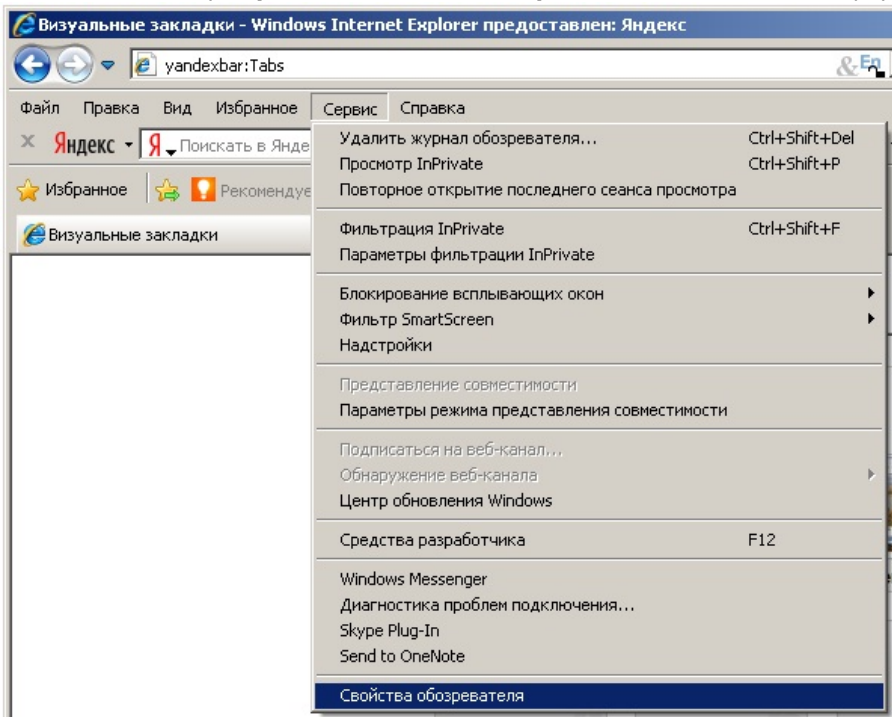 Визуальные закладки - Windows Internet Explorer предоставлен: Яндекс
yandexbar:Tabs
Файл Правка Вид Избранное Сервис Справка
Яндекс Я Поискать в Янде
Избранное Рекомендуе
Визуальные закладки
Удалить журнал обозревателя... Ctrl+Shift+Del
Просмотр InPrivate Ctrl+Shift+P
Повторное открытие последнего сеанса просмотра
Фильтрация InPrivate Ctrl+Shift+F
Параметры фильтрации InPrivate
Блокирование всплывающих окон
Фильтр SmartScreen
Надстройки
Представление совместимости
Параметры режима представления совместимости
Подписаться на веб-канал...
Обнаружение веб-канала
Центр обновления Windows
Средства разработчика F12
Windows Messenger
Диагностика проблем подключения...
Skype Plug-In
Send to OneNote
Свойства обозревателя